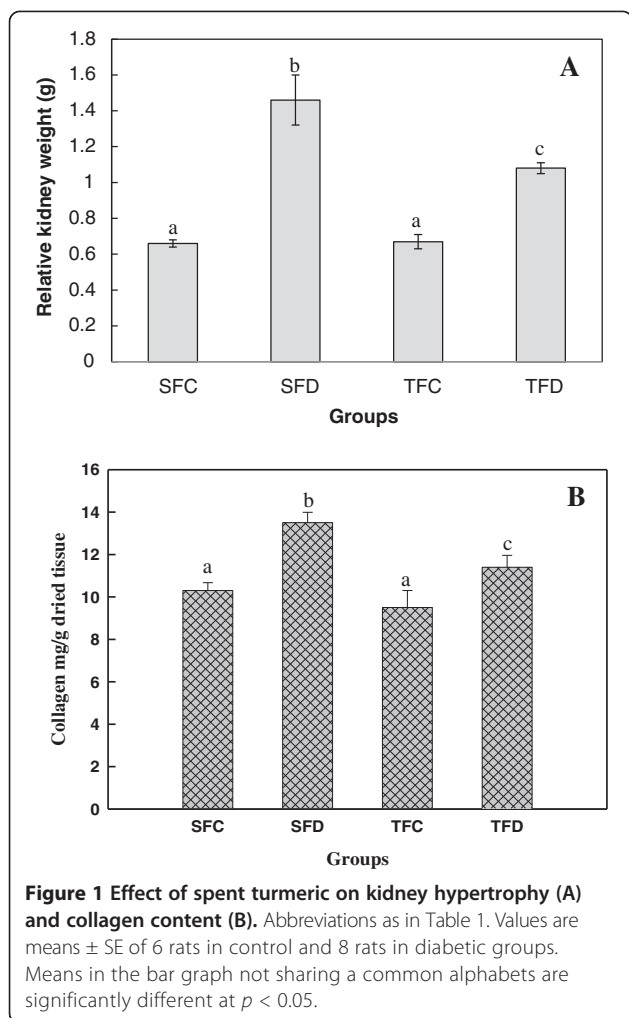 A
Relative kidney weight (g)
1.8
1.6
1.4
1.2
1
0.8
0.6
0.4
0.2
0
a
b
a
c
SFC SFD TFC TFD
Groups
B
Collagen mg/g dried tissue
16
14
12
10
8
6
4
2
0
a
b
a
c
SFC SFD TFC TFD
Groups
Figure 1 Effect of spent turmeric on kidney hypertrophy (A)
and collagen content (B). Abbreviations as in Table 1. Values are
means ± SE of 6 rats in control and 8 rats in diabetic groups.
Means in the bar graph not sharing a common alphabets are
significantly different at p < 0.05.